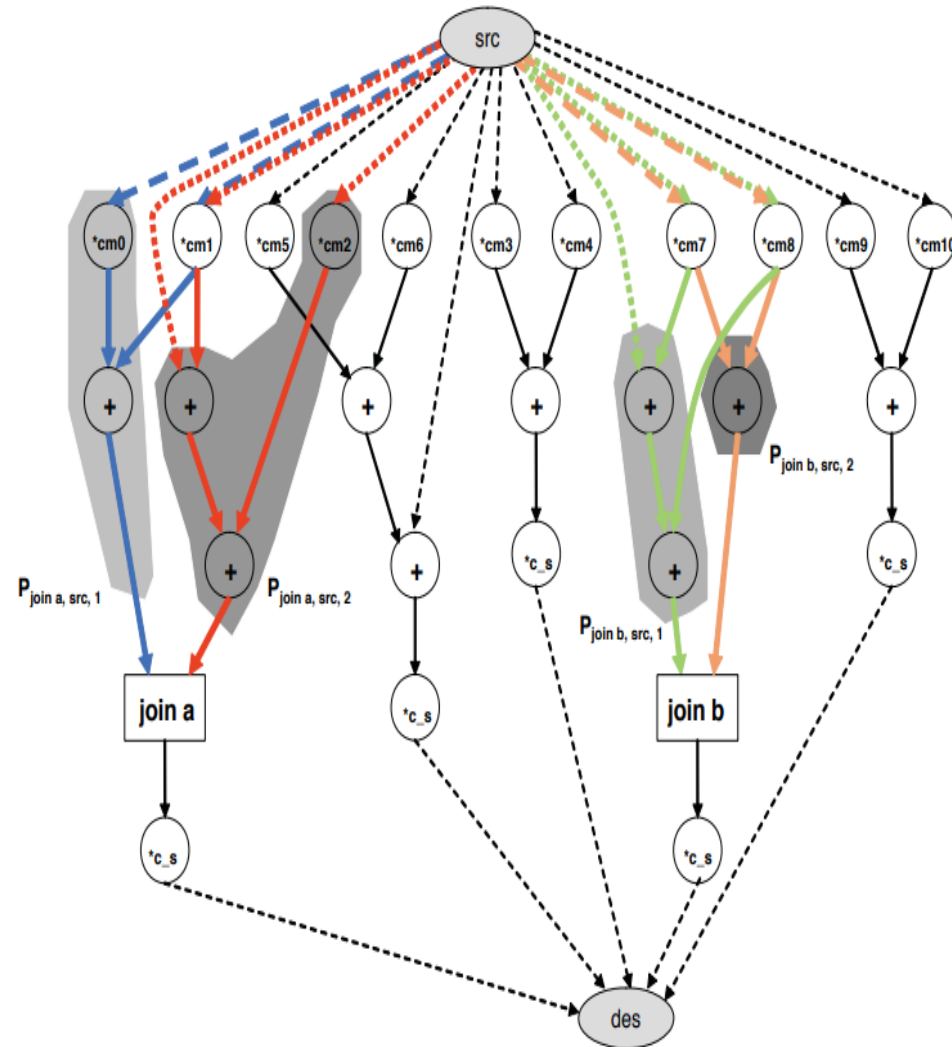 src
*cm0
*cm1
*cm5
*cm2
*cm6
*cm3
*cm4
*cm7
*cm8
*cm9
*cm10
+
+
+
+
+
+
+
P join b, src, 2
*c_s
*c_s
+
+
+
P join a, src, 1
P join a, src, 2
P join b, src, 1
join a
*c_s
join b
*c_s
*c_s
des